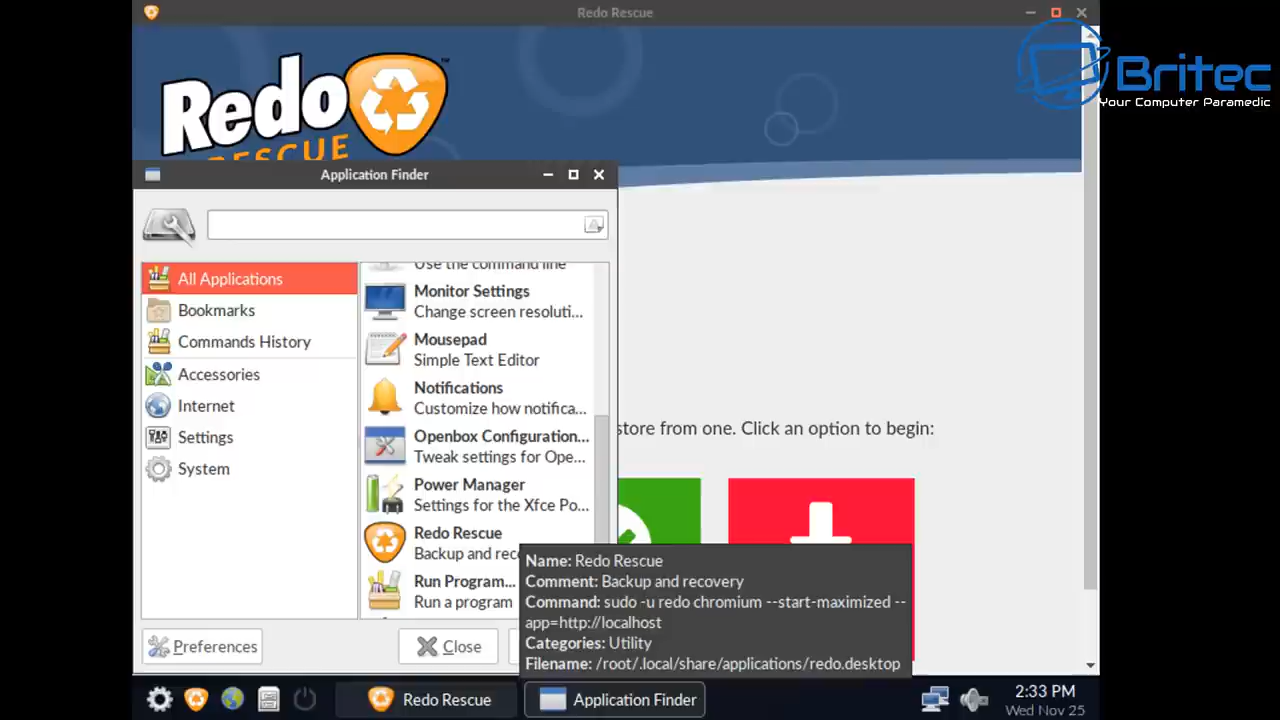 Redo Rescue
Britec
Your Computer Paramedic
Redo
RESCUE
™
Application Finder
All Applications
Bookmarks
Commands History
Accessories
Internet
Settings
System
Use the command line
Monitor Settings
Change screen resoluti...
Mousepad
Simple Text Editor
Notifications
Customize how notifica...
Openbox Configuration...
Tweak settings for Ope...
Power Manager
Settings for the Xfce Po...
Redo Rescue
Backup and reco
Run Program...
Run a program
store from one. Click an option to begin:
Name: Redo Rescue
Comment: Backup and recovery
Command: sudo -u redo chromium --start-maximized --
app=http://localhost
Categories: Utility
Filename: /root/.local/share/applications/redo.desktop
Preferences
Close
Redo Rescue
Application Finder
2:33 PM
Wed Nov 25